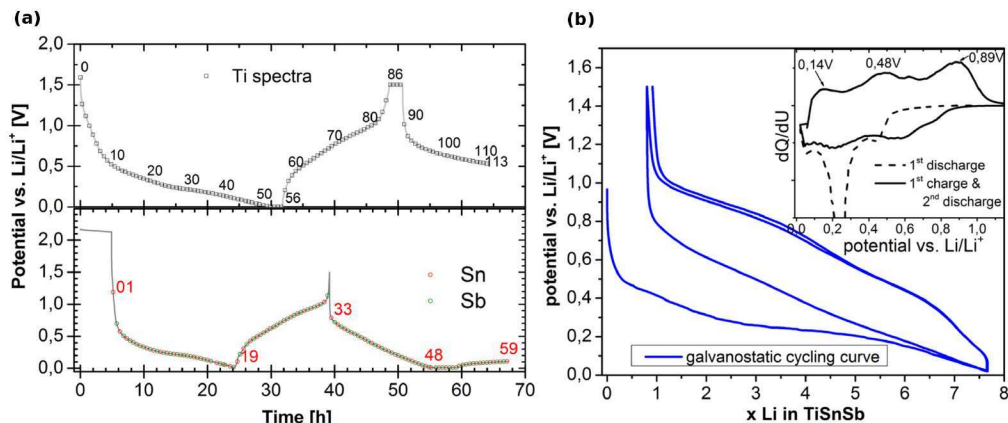 (a)
2,0
1,5
1,0
0,5
0,0
0
10
20
30
40
50
56
60
70
80
86
90
100
110
113
Ti spectra
Potential vs. Li/Li⁺ [V]
2,0
1,5
1,0
0,5
0,0
01
19
33
48
59
Sn
Sb
0 10 20 30 40 50 60 70
Time [h]
(b)
potential vs. Li/Li⁺ [V]
1,6
1,4
1,2
1,0
0,8
0,6
0,4
0,2
0,0
galvanostatic cycling curve
0 1 2 3 4 5 6 7 8
x Li in TiSnSb
0,14V
0,48V
0,89V
dQ/dU
1ˢᵗ discharge
1ˢᵗ charge &
2ⁿᵈ discharge
0,0 0,2 0,4 0,6 0,8 1,0
potential vs. Li/Li⁺